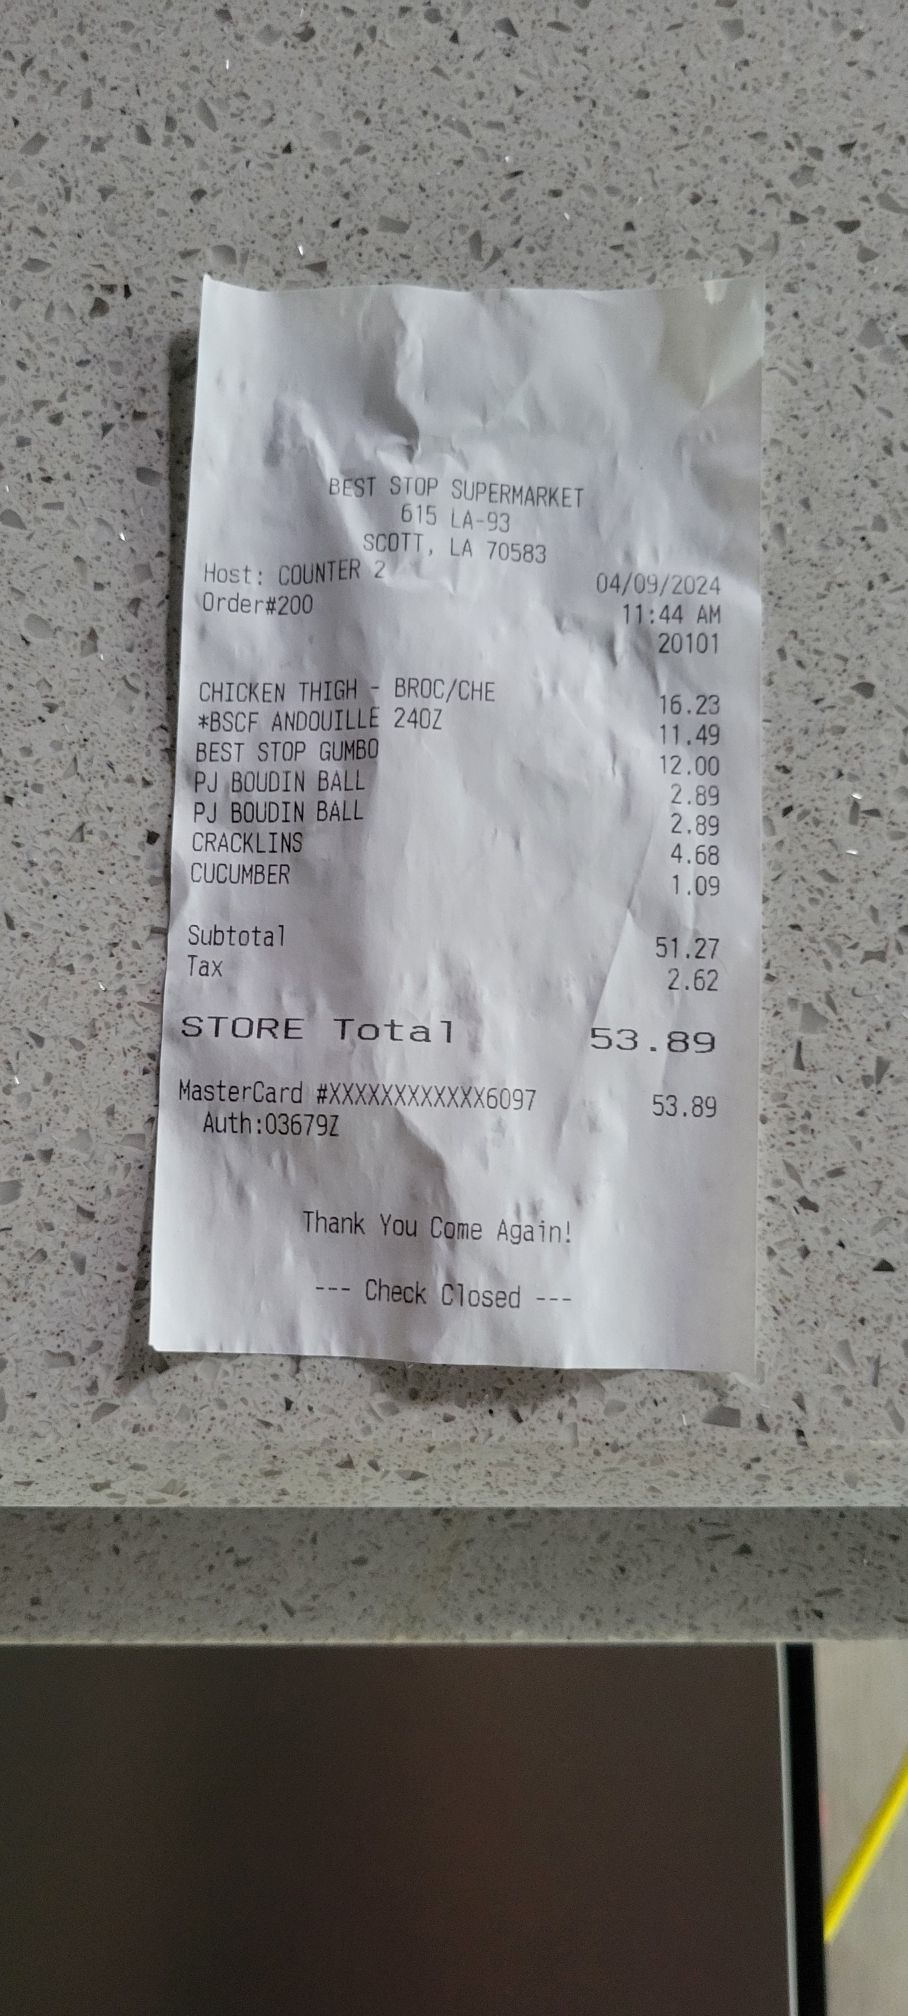 BEST STOP SUPERMARKET
615 LA-93
SCOTT, LA 70583
Host: COUNTER 2 04/09/2024
Order#200 11:44 AM
20101
CHICKEN THIGH - BROC/CHE 16.23
*BSCF ANDOUILLE 24OZ 11.49
BEST STOP GUMBO 12.00
PJ BOUDIN BALL 2.89
PJ BOUDIN BALL 2.89
CRACKLINS 4.68
CUCUMBER 1.09
Subtotal 51.27
Tax 2.62
STORE Total 53.89
MasterCard #XXXXXXXXXXXX6097 53.89
Auth:03679Z
Thank You Come Again!
--- Check Closed ---